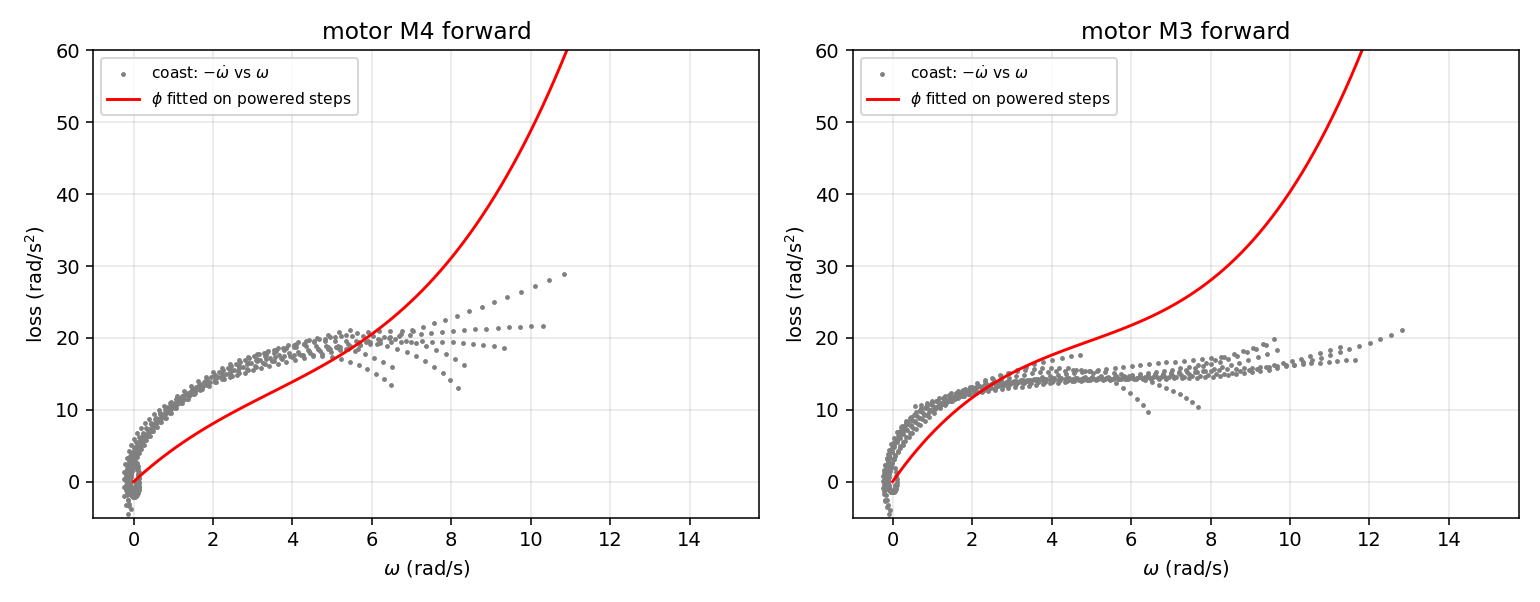 motor M4 forward
coast: −ω̇ vs ω
ϕ fitted on powered steps
60
50
40
30
20
10
0
loss (rad/s²)
0 2 4 6 8 10 12 14
ω (rad/s)
motor M3 forward
coast: −ω̇ vs ω
ϕ fitted on powered steps
60
50
40
30
20
10
0
loss (rad/s²)
0 2 4 6 8 10 12 14
ω (rad/s)